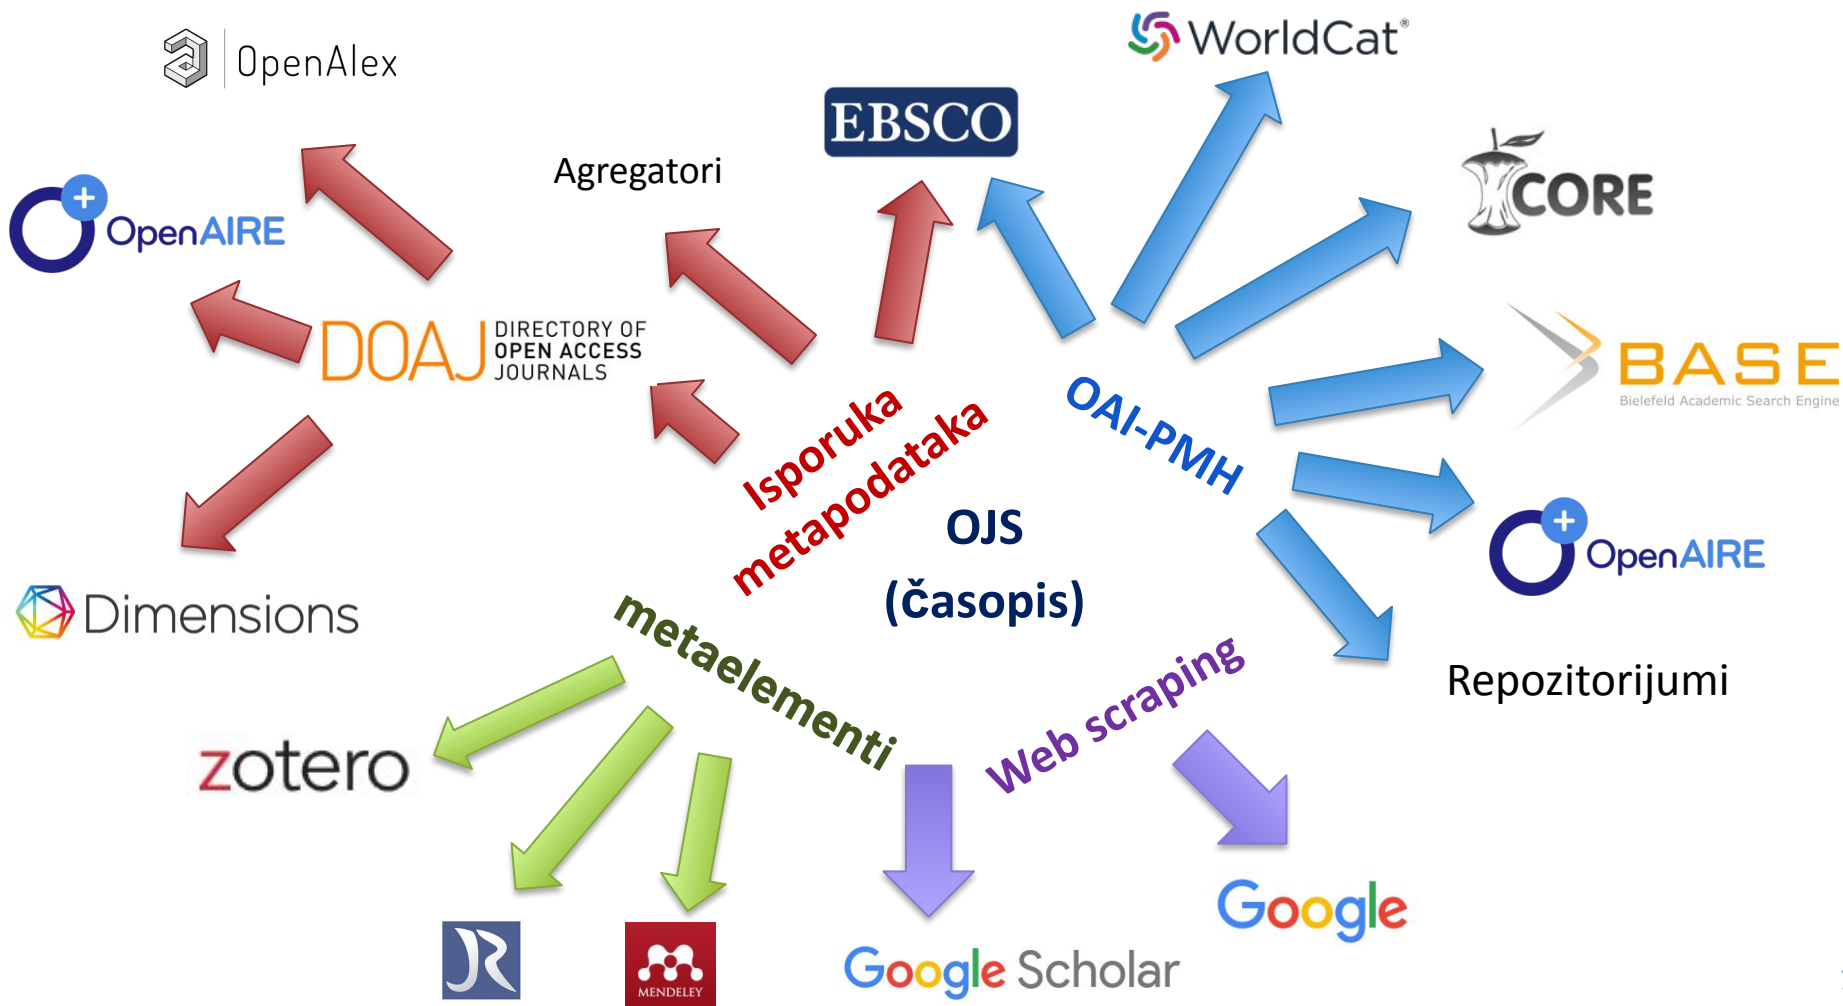 OpenAlex
WorldCat®
EBSCO
Agregatori
CORE
OpenAIRE
DOAJ DIRECTORY OF
OPEN ACCESS
JOURNALS
BASE
Bielefeld Academic Search Engine
Isporuka
metapodataka
OAI-PMH
OJS
(časopis)
OpenAIRE
Dimensions
metaelementi
Web scraping
Repozitorijumi
zotero
Google
JR
MENDELEY
Google Scholar